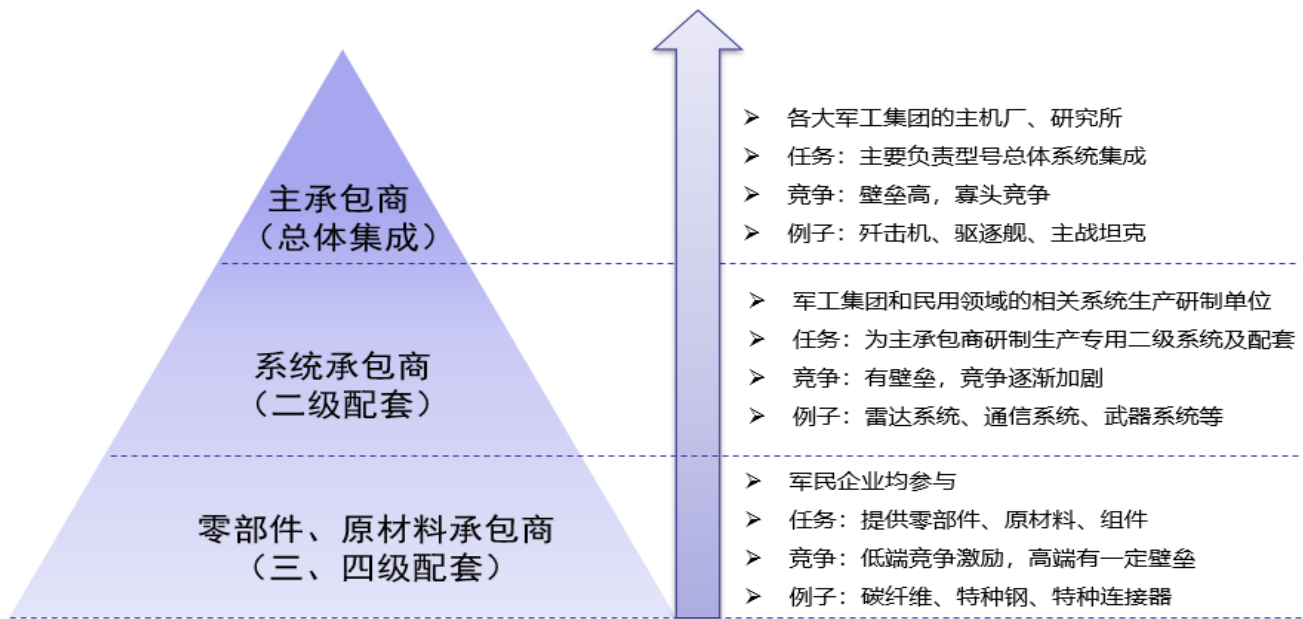 主承包商
（总体集成）
➢ 各大军工集团的主机厂、研究所
➢ 任务：主要负责型号总体系统集成
➢ 竞争：壁垒高，寡头竞争
➢ 例子：歼击机、驱逐舰、主战坦克
系统承包商
（二级配套）
➢ 军工集团和民用领域的相关系统生产研制单位
➢ 任务：为主承包商研制生产专用二级系统及配套
➢ 竞争：有壁垒，竞争逐渐加剧
➢ 例子：雷达系统、通信系统、武器系统等
零部件、原材料承包商
（三、四级配套）
➢ 军民企业均参与
➢ 任务：提供零部件、原材料、组件
➢ 竞争：低端竞争激励，高端有一定壁垒
➢ 例子：碳纤维、特种钢、特种连接器